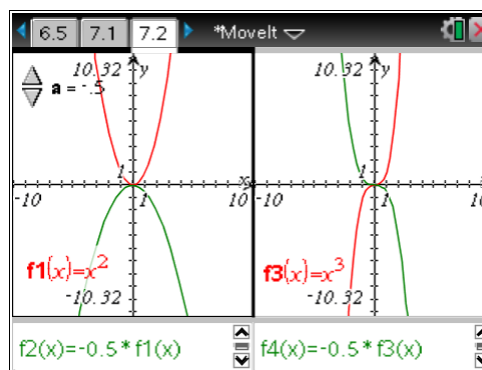 6.5 7.1 7.2 *MoveIt
10.32 y
a = -.5
1
x
-10 1 10
f1(x)=x²
-10.32
f2(x)=-0.5*f1(x)
10.32 y
1
-10 1
f3(x)=x³
-10.32
f4(x)=-0.5*f3(x)